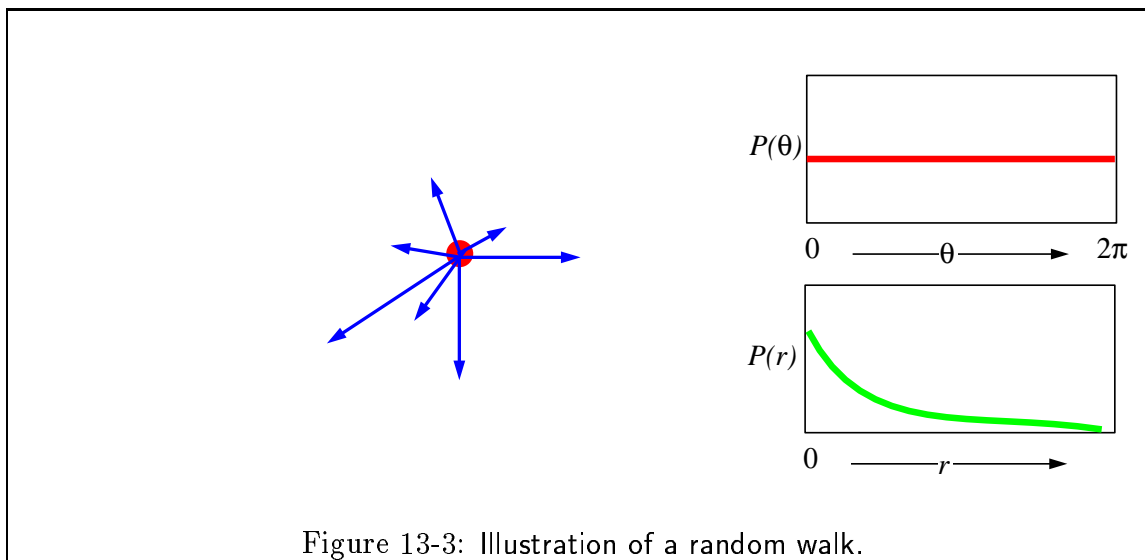 P(θ)
0 θ 2π
P(r)
0 r
Figure 13-3: Illustration of a random walk.